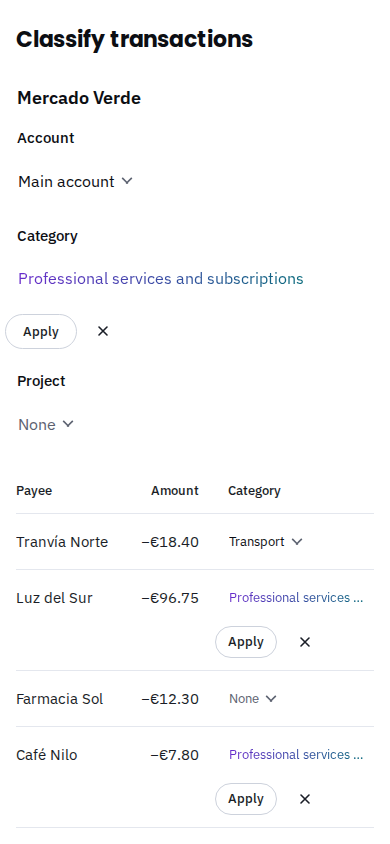 Classify transactions
Mercado Verde
Account
Main account
Category
Professional services and subscriptions
Apply
Project
None
Payee Amount Category
Tranvía Norte −€18.40 Transport
Luz del Sur −€96.75 Professional services ...
Apply
Farmacia Sol −€12.30 None
Café Nilo −€7.80 Professional services ...
Apply